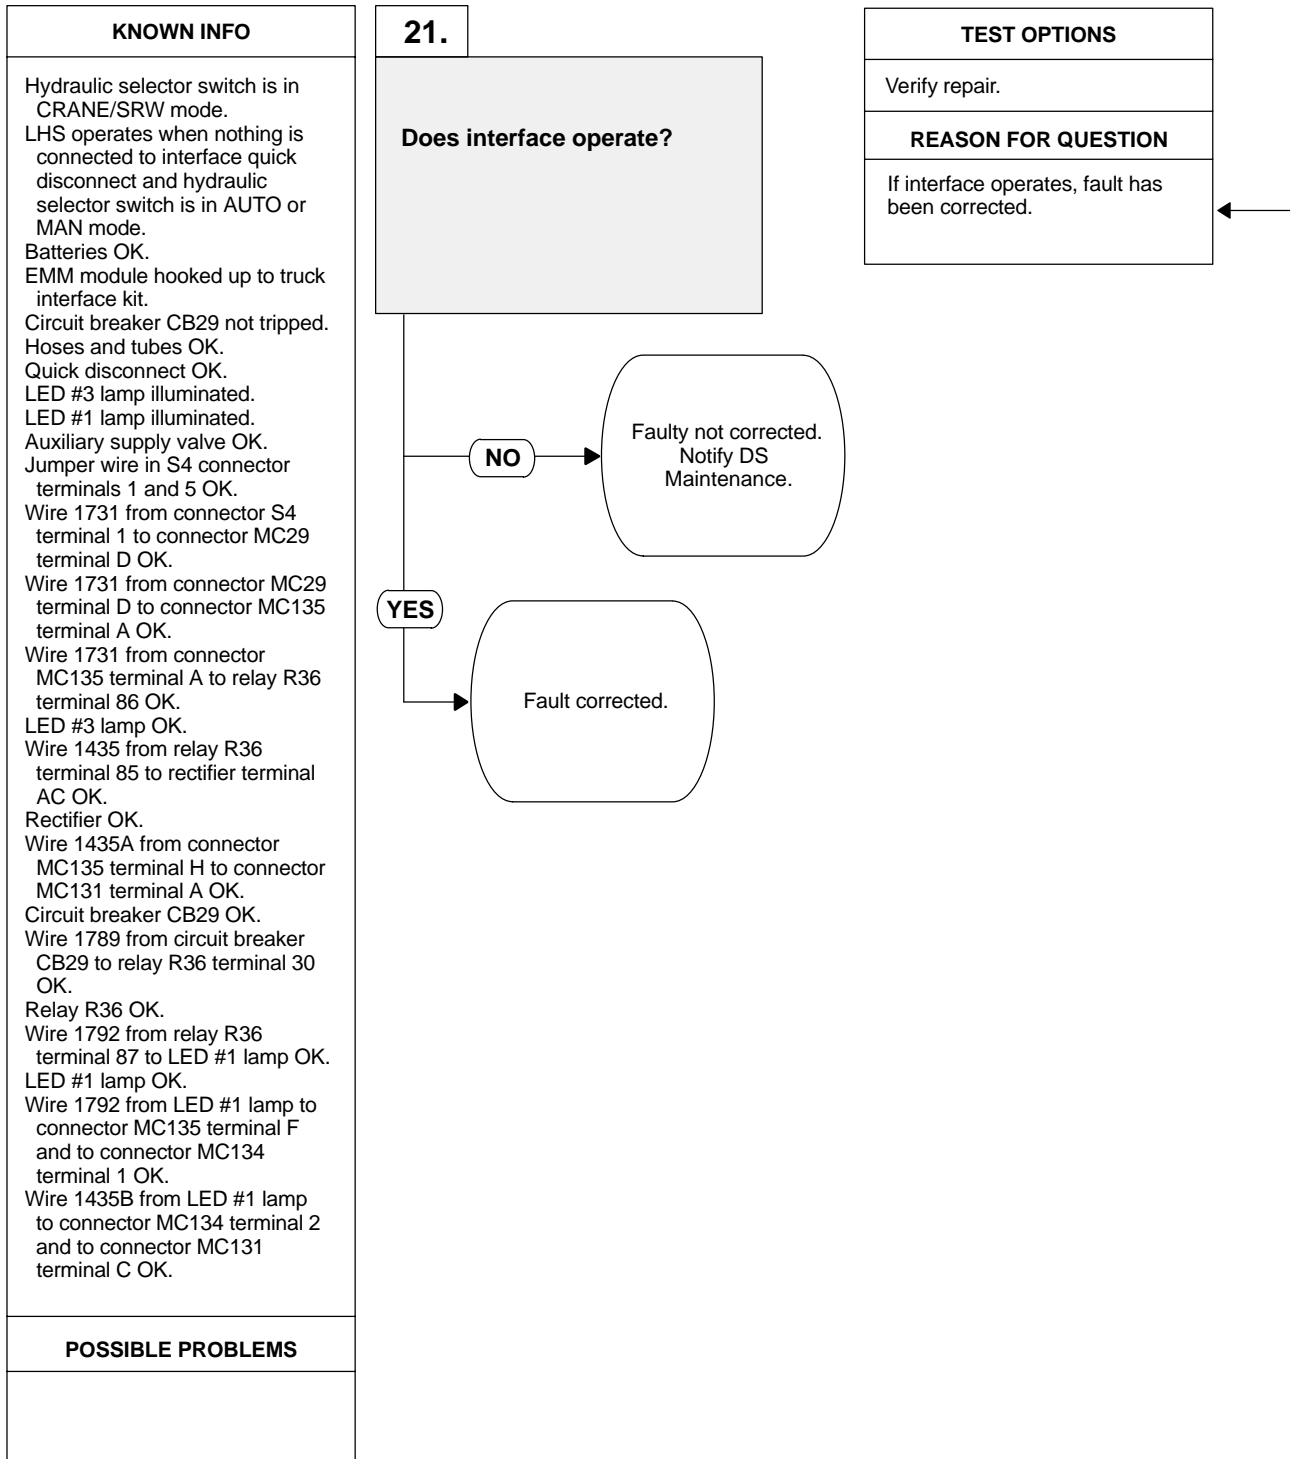 KNOWN INFO
Hydraulic selector switch is in
CRANE/SRW mode.
LHS operates when nothing is
connected to interface quick
disconnect and hydraulic
selector switch is in AUTO or
MAN mode.
Batteries OK.
EMM module hooked up to truck
interface kit.
Circuit breaker CB29 not tripped.
Hoses and tubes OK.
Quick disconnect OK.
LED #3 lamp illuminated.
LED #1 lamp illuminated.
Auxiliary supply valve OK.
Jumper wire in S4 connector
terminals 1 and 5 OK.
Wire 1731 from connector S4
terminal 1 to connector MC29
terminal D OK.
Wire 1731 from connector MC29
terminal D to connector MC135
terminal A OK.
Wire 1731 from connector
MC135 terminal A to relay R36
terminal 86 OK.
LED #3 lamp OK.
Wire 1435 from relay R36
terminal 85 to rectifier terminal
AC OK.
Rectifier OK.
Wire 1435A from connector
MC135 terminal H to connector
MC131 terminal A OK.
Circuit breaker CB29 OK.
Wire 1789 from circuit breaker
CB29 to relay R36 terminal 30
OK.
Relay R36 OK.
Wire 1792 from relay R36
terminal 87 to LED #1 lamp OK.
LED #1 lamp OK.
Wire 1792 from LED #1 lamp to
connector MC135 terminal F
and to connector MC134
terminal 1 OK.
Wire 1435B from LED #1 lamp
to connector MC134 terminal 2
and to connector MC131
terminal C OK.
POSSIBLE PROBLEMS
21.
Does interface operate?
NO
Faulty not corrected.
Notify DS
Maintenance.
YES
Fault corrected.
TEST OPTIONS
Verify repair.
REASON FOR QUESTION
If interface operates, fault has
been corrected.